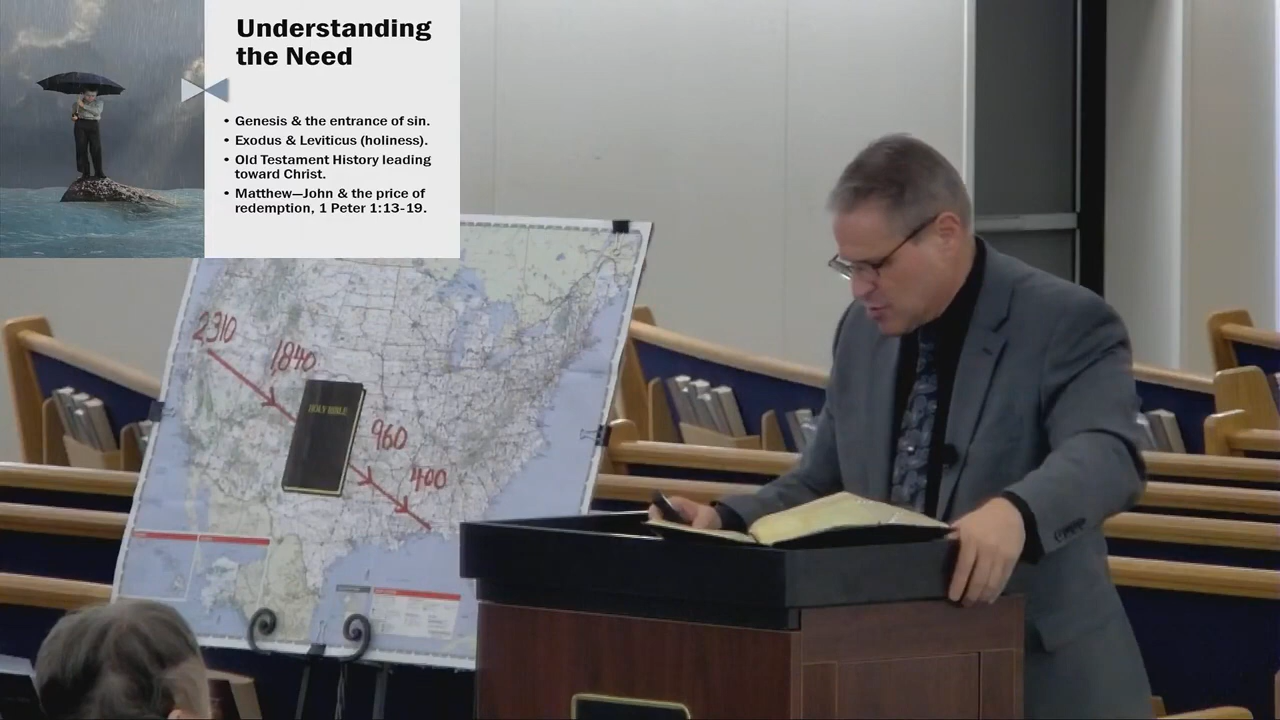 Understanding
the Need
• Genesis & the entrance of sin.
• Exodus & Leviticus (holiness).
• Old Testament History leading
toward Christ.
• Matthew—John & the price of
redemption, 1 Peter 1:13-19.
2310
1840
HOLY BIBLE
960
400